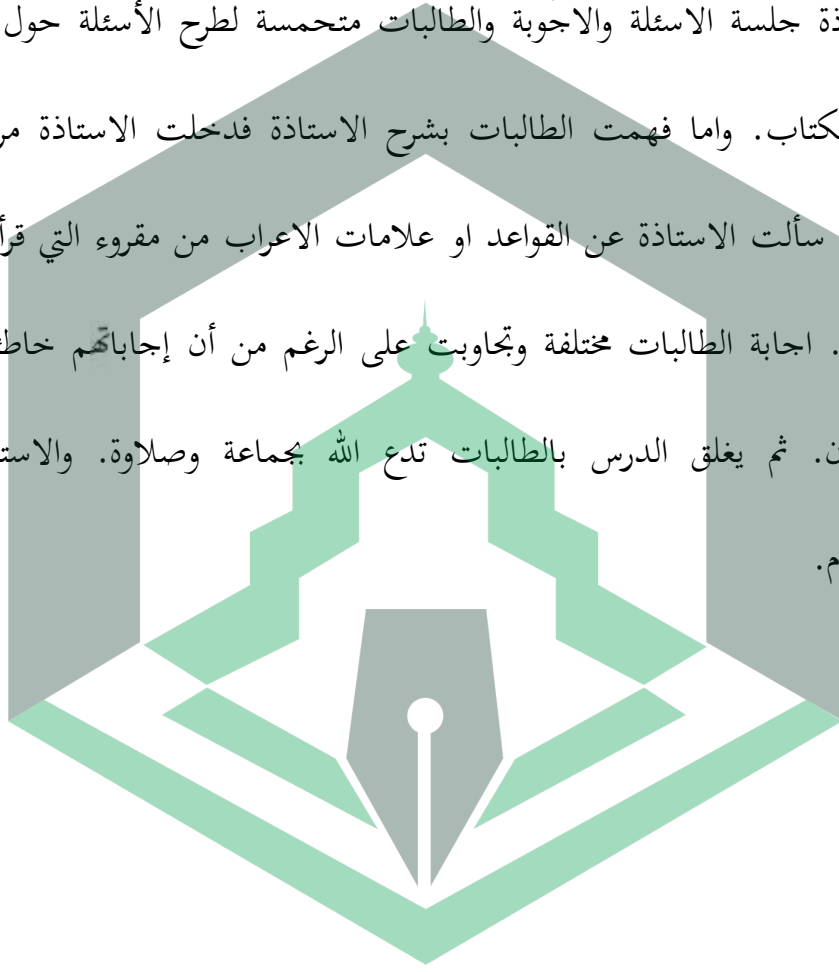 ذة جلسة الاسئلة والاجوبة والطالبات متحمسة لطرح الأسئلة حول
كتاب. واما فهمت الطالبات بشرح الاستاذة فدخلت الاستاذة مر
سألت الاستاذة عن القواعد او علامات الاعراب من مقروء التي قرأ
. اجابة الطالبات مختلفة وتجاوبت على الرغم من أن إجاباتهم خاط
ن. ثم يغلق الدرس بالطالبات تدع الله بجماعة وصلاوة. والاست
م.